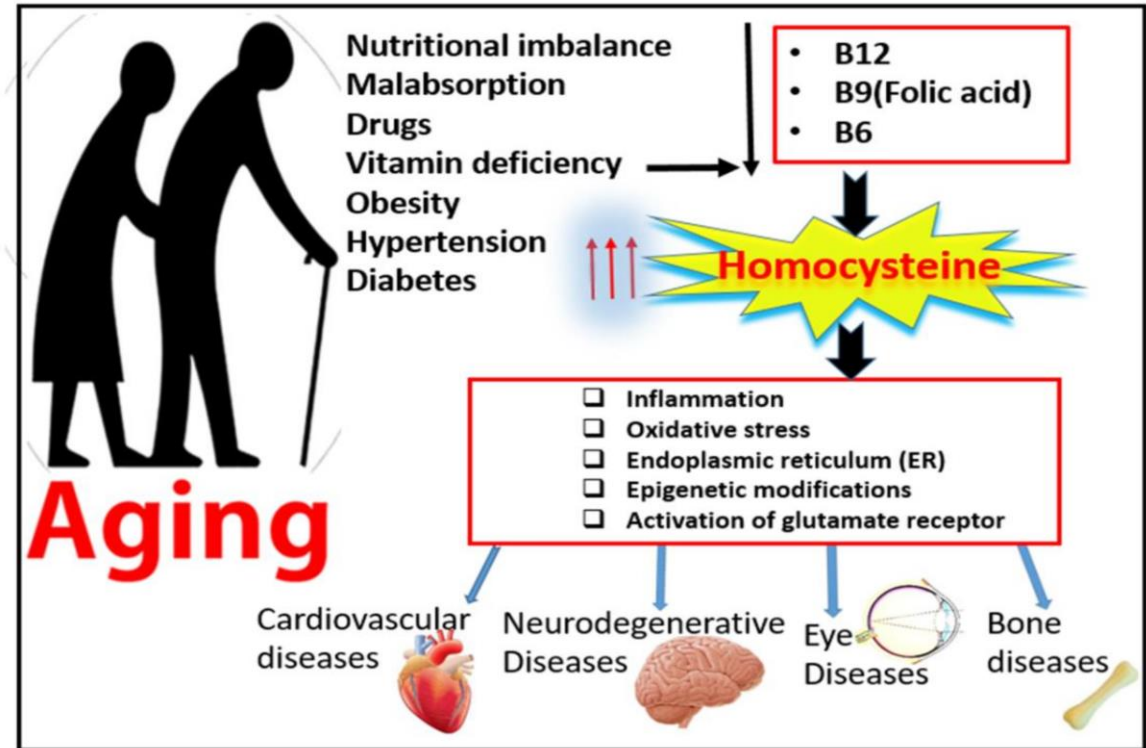 Nutritional imbalance
Malabsorption
Drugs
Vitamin deficiency
Obesity
Hypertension
Diabetes
• B12
• B9(Folic acid)
• B6
Homocysteine
❑ Inflammation
❑ Oxidative stress
❑ Endoplasmic reticulum (ER)
❑ Epigenetic modifications
❑ Activation of glutamate receptor
Aging
Cardiovascular
diseases
Neurodegenerative
Diseases
Eye
Diseases
Bone
diseases